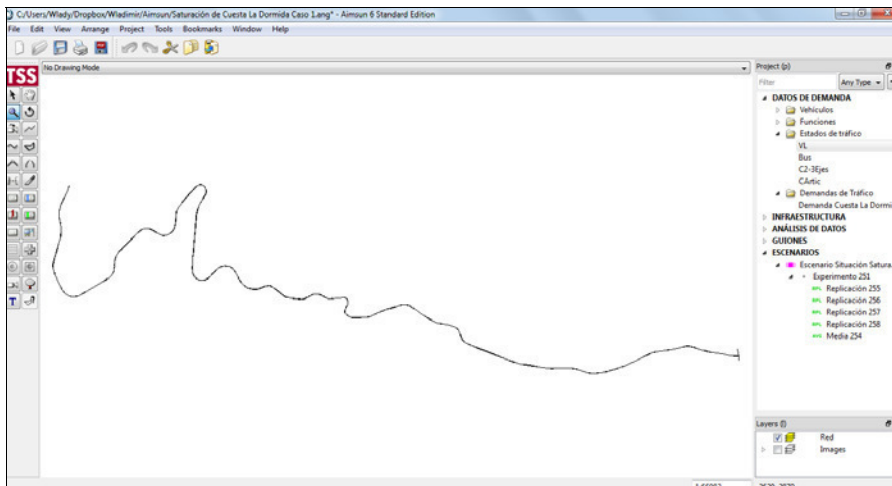 C:/Users/Wlady/Dropbox/Wladimir/Aimsun/Saturación de Cuesta La Dormida Caso 1.ang* - Aimsun 6 Standard Edition
File Edit View Arrange Project Tools Bookmarks Window Help
TSS
No Drawing Mode
Project (p)
Filter
Any Type
DATOS DE DEMANDA
Vehículos
Funciones
Estados de tráfico
VL
Bus
C2-3Ejes
CArtic
Demandas de Tráfico
Demanda Cuesta La Dormi
INFRAESTRUCTURA
ANÁLISIS DE DATOS
GUIONES
ESCENARIOS
Escenario Situación Satura
Experimento 251
Replicación 255
Replicación 256
Replicación 257
Replicación 258
Media 254
Layers (l)
Red
Images